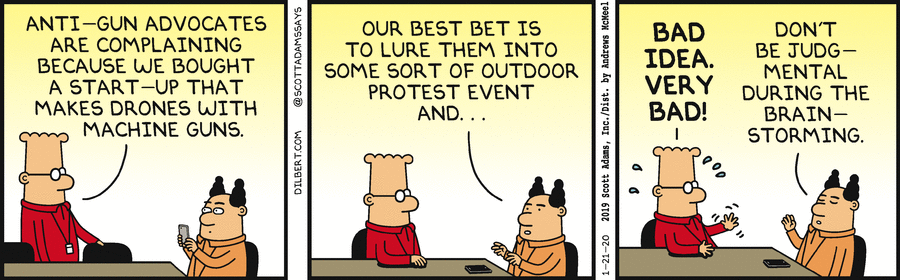 ANTI-GUN ADVOCATES
ARE COMPLAINING
BECAUSE WE BOUGHT
A START-UP THAT
MAKES DRONES WITH
MACHINE GUNS.
DILBERT.COM @SCOTTADAMSSAYS
OUR BEST BET IS
TO LURE THEM INTO
SOME SORT OF OUTDOOR
PROTEST EVENT
AND...
1-21-20 2019 Scott Adams, Inc./Dist. by Andrews McMeel
BAD
IDEA.
VERY
BAD!
DON'T
BE JUDG-
MENTAL
DURING THE
BRAIN-
STORMING.